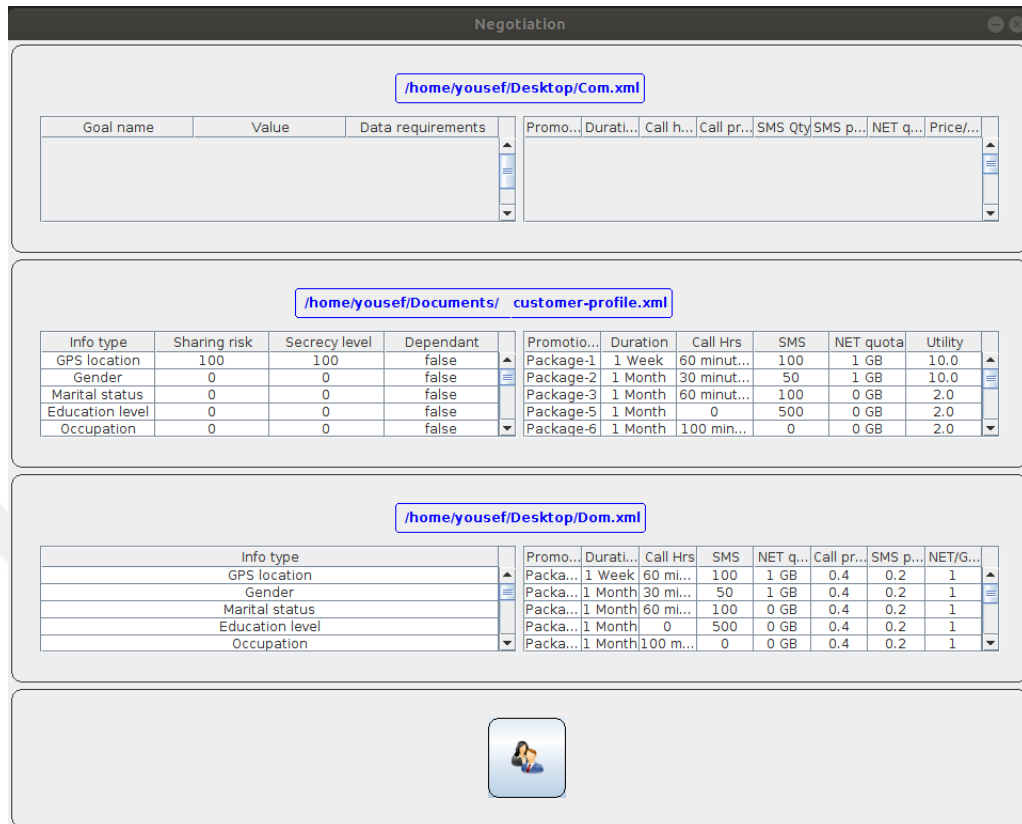 Negotiation
/home/yousef/Desktop/Com.xml
Goal name Value Data requirements
Promo... Durati... Call h... Call pr... SMS Qty SMS p... NET q... Price/...
/home/yousef/Documents/ customer-profile.xml
Info type Sharing risk Secrecy level Dependant
GPS location 100 100 false
Gender 0 0 false
Marital status 0 0 false
Education level 0 0 false
Occupation 0 0 false
Promotio... Duration Call Hrs SMS NET quota Utility
Package-1 1 Week 60 minut... 100 1 GB 10.0
Package-2 1 Month 30 minut... 50 1 GB 10.0
Package-3 1 Month 60 minut... 100 0 GB 2.0
Package-5 1 Month 0 500 0 GB 2.0
Package-6 1 Month 100 min... 0 0 GB 2.0
/home/yousef/Desktop/Dom.xml
Info type
GPS location
Gender
Marital status
Education level
Occupation
Promo... Durati... Call Hrs SMS NET q... Call pr... SMS p... NET/G...
Packa... 1 Week 60 mi... 100 1 GB 0.4 0.2 1
Packa... 1 Month 30 mi... 50 1 GB 0.4 0.2 1
Packa... 1 Month 60 mi... 100 0 GB 0.4 0.2 1
Packa... 1 Month 0 500 0 GB 0.4 0.2 1
Packa... 1 Month 100 m... 0 0 GB 0.4 0.2 1